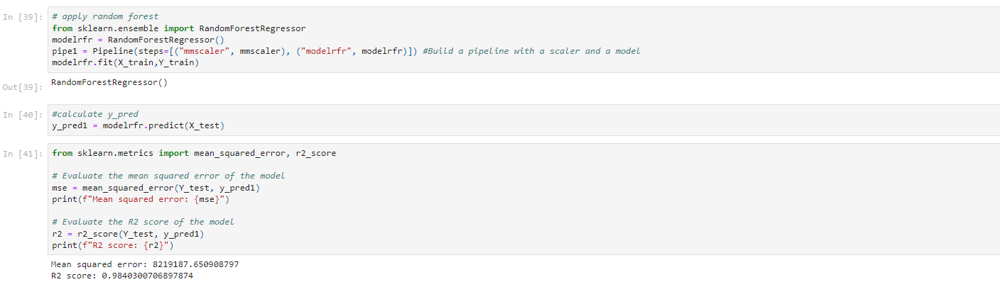 In [39]: # apply random forest
from sklearn.ensemble import RandomForestRegressor
modelrfr = RandomForestRegressor()
pipe1 = Pipeline(steps=[("mmscaler", mmscaler), ("modelrfr", modelrfr)]) #Build a pipeline with a scaler and a model
modelrfr.fit(X_train,Y_train)
Out[39]: RandomForestRegressor()
In [40]: #calculate y_pred
y_pred1 = modelrfr.predict(X_test)
In [41]: from sklearn.metrics import mean_squared_error, r2_score
# Evaluate the mean squared error of the model
mse = mean_squared_error(Y_test, y_pred1)
print(f"Mean squared error: {mse}")
# Evaluate the R2 score of the model
r2 = r2_score(Y_test, y_pred1)
print(f"R2 score: {r2}")
Mean squared error: 8219187.650908797
R2 score: 0.9840300706897874